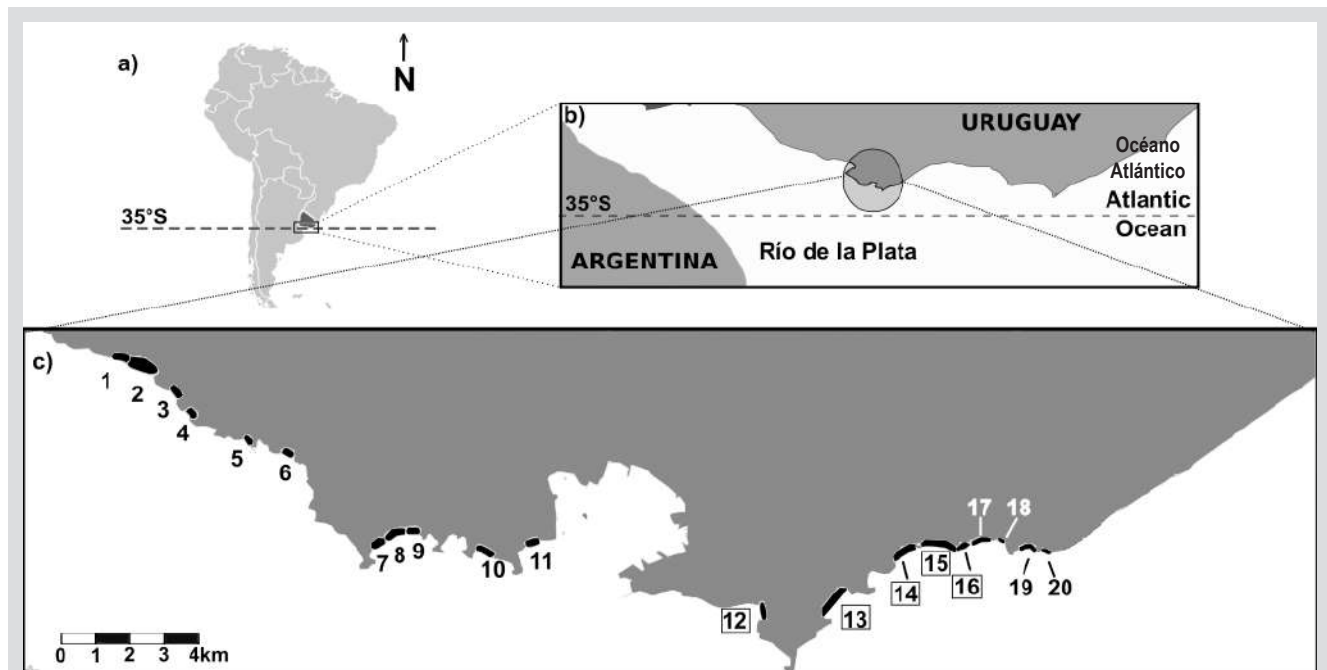 a)
N
35°S
b)
URUGUAY
Océano
Atlántico
Atlantic
Ocean
35°S
Río de la Plata
ARGENTINA
c)
1
2
3
4
5
6
7
8
9
10
11
12
13
14
15
16
17
18
19
20
0 1 2 3 4km